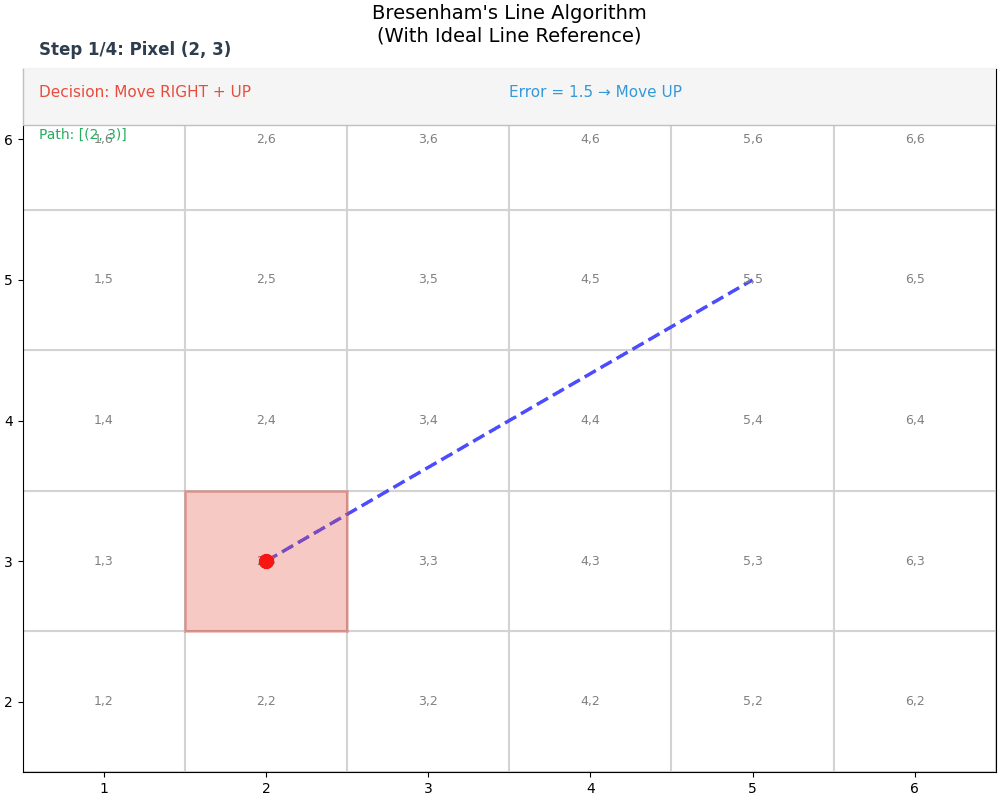 Bresenham's Line Algorithm
(With Ideal Line Reference)
Step 1/4: Pixel (2, 3)
Decision: Move RIGHT + UP
Error = 1.5 → Move UP
Path: [(2, 3)]
6 1,6 2,6 3,6 4,6 5,6 6,6
5 1,5 2,5 3,5 4,5 5,5 6,5
4 1,4 2,4 3,4 4,4 5,4 6,4
3 1,3 3,3 4,3 5,3 6,3
2 1,2 2,2 3,2 4,2 5,2 6,2
1 2 3 4 5 6